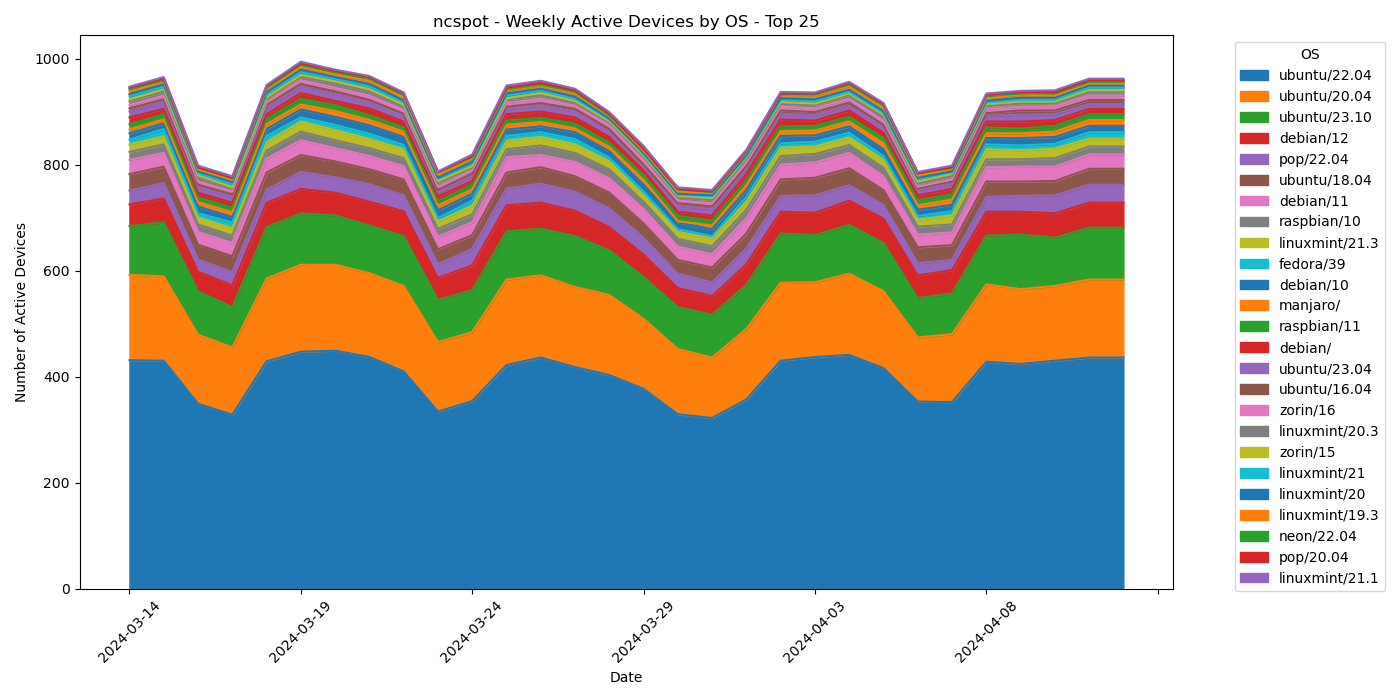 ncspot - Weekly Active Devices by OS - Top 25
Number of Active Devices
1000
800
600
400
200
0
2024-03-14
2024-03-19
2024-03-24
2024-03-29
2024-04-03
2024-04-08
Date
OS
ubuntu/22.04
ubuntu/20.04
ubuntu/23.10
debian/12
pop/22.04
ubuntu/18.04
debian/11
raspbian/10
linuxmint/21.3
fedora/39
debian/10
manjaro/
raspbian/11
debian/
ubuntu/23.04
ubuntu/16.04
zorin/16
linuxmint/20.3
zorin/15
linuxmint/21
linuxmint/20
linuxmint/19.3
neon/22.04
pop/20.04
linuxmint/21.1